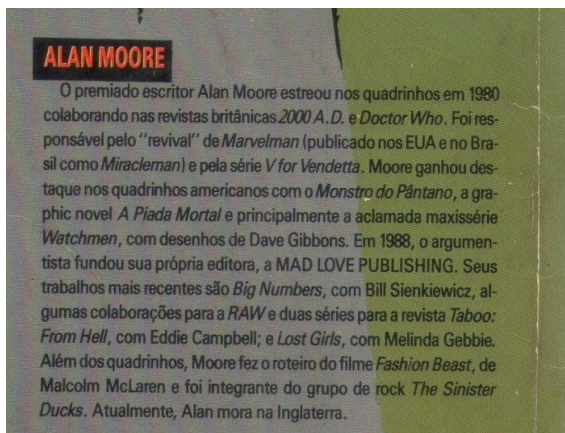 ALAN MOORE
O premiado escritor Alan Moore estreou nos quadrinhos em 1980
colaborando nas revistas britânicas 2000 A.D. e Doctor Who. Foi res-
ponsável pelo "revival" de Marvelman (publicado nos EUA e no Bra-
sil como Miracleman) e pela série V for Vendetta. Moore ganhou des-
taque nos quadrinhos americanos com o Monstro do Pântano, a gra-
phic novel A Piada Mortal e principalmente a aclamada maxissérie
Watchmen, com desenhos de Dave Gibbons. Em 1988, o argumen-
tista fundou sua própria editora, a MAD LOVE PUBLISHING. Seus
trabalhos mais recentes são Big Numbers, com Bill Sienkiewicz, al-
gumas colaborações para a RAW e duas séries para a revista Taboo:
From Hell, com Eddie Campbell; e Lost Girls, com Melinda Gebbie.
Além dos quadrinhos, Moore fez o roteiro do filme Fashion Beast, de
Malcolm McLaren e foi integrante do grupo de rock The Sinister
Ducks. Atualmente, Alan mora na Inglaterra.